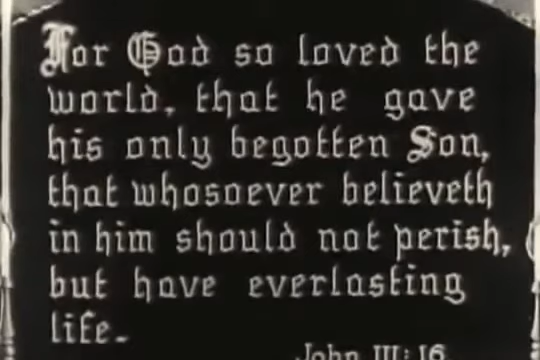 For God so loved the
world, that he gave
his only begotten Son,
that whosoever believeth
in him should not perish,
but have everlasting
life.
John III:16